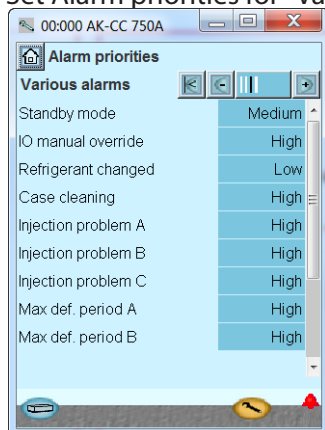 Set Alarm priorities for "Va
00:000 AK-CC 750A
Alarm priorities
Various alarms
Standby mode Medium
IO manual override High
Refrigerant changed Low
Case cleaning High
Injection problem A High
Injection problem B High
Injection problem C High
Max def. period A High
Max def. period B High